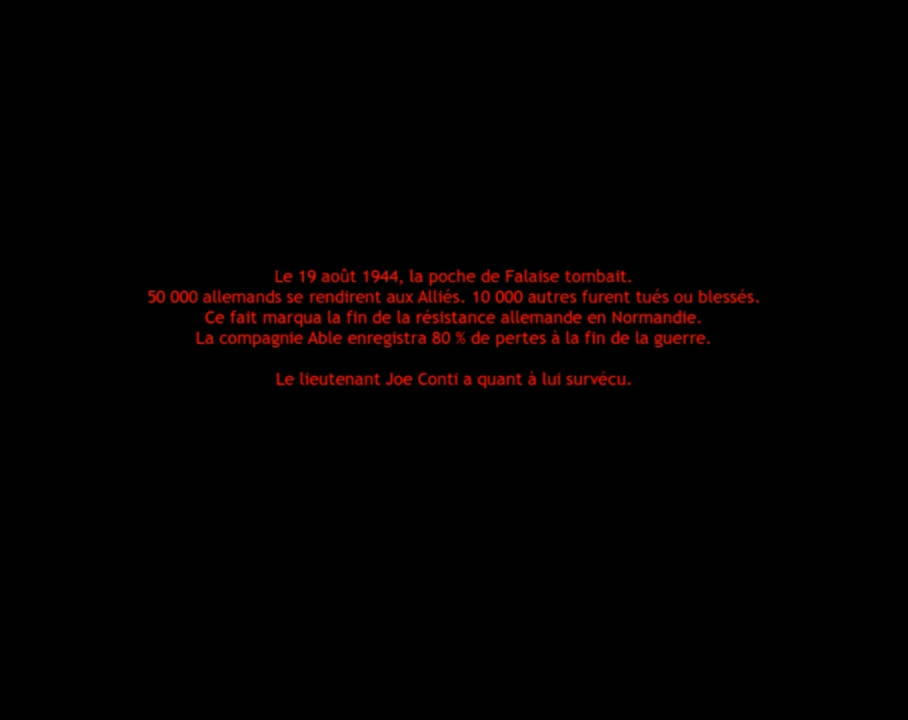 Le 19 août 1944, la poche de Falaise tombait.
50 000 allemands se rendirent aux Alliés. 10 000 autres furent tués ou blessés.
Ce fait marqua la fin de la résistance allemande en Normandie.
La compagnie Able enregistra 80 % de pertes à la fin de la guerre.
Le lieutenant Joe Conti a quant à lui survécu.